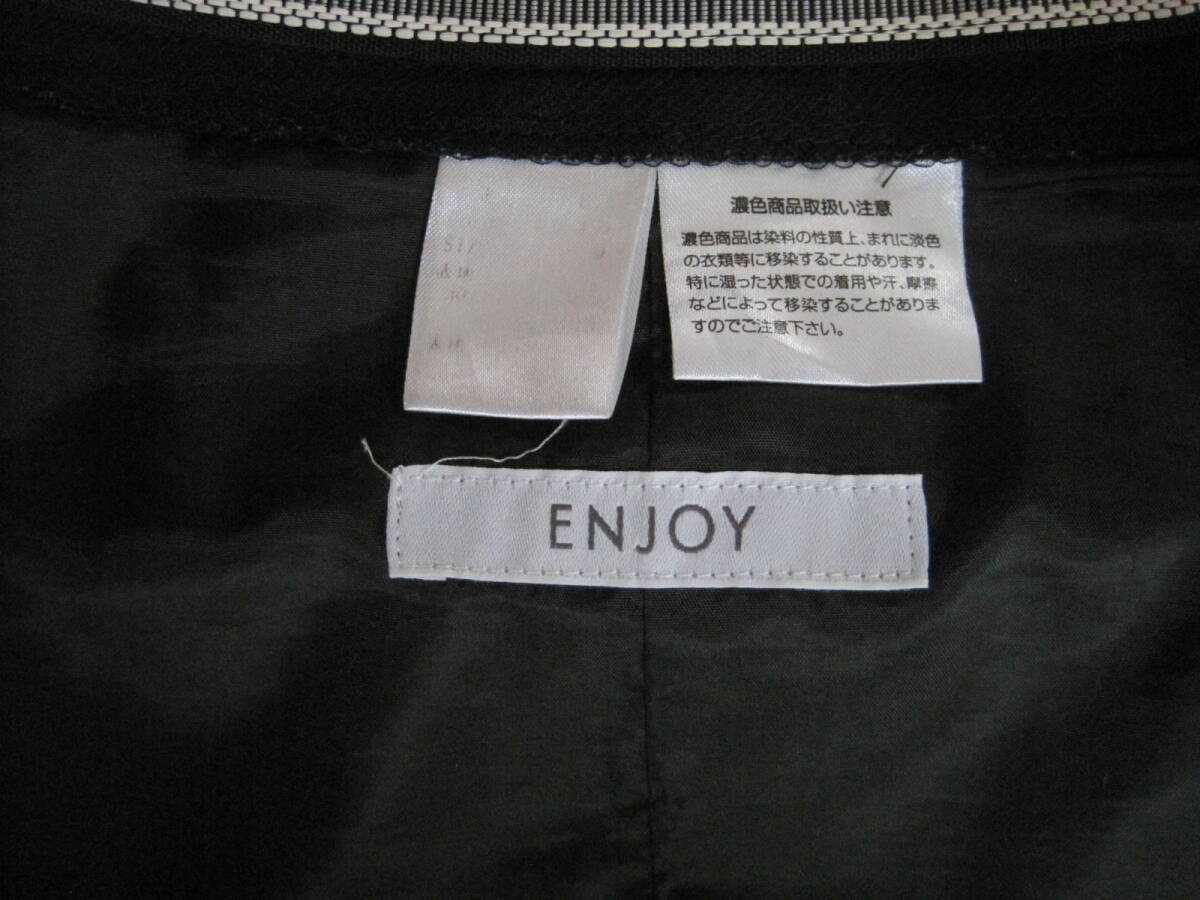 濃色商品取扱い注意
濃色商品は染料の性質上、まれに淡色
の衣類等に移染することがあります。
特に湿った状態での着用や汗、摩擦
などによって移染することがありま
すのでご注意下さい。
ENJOY